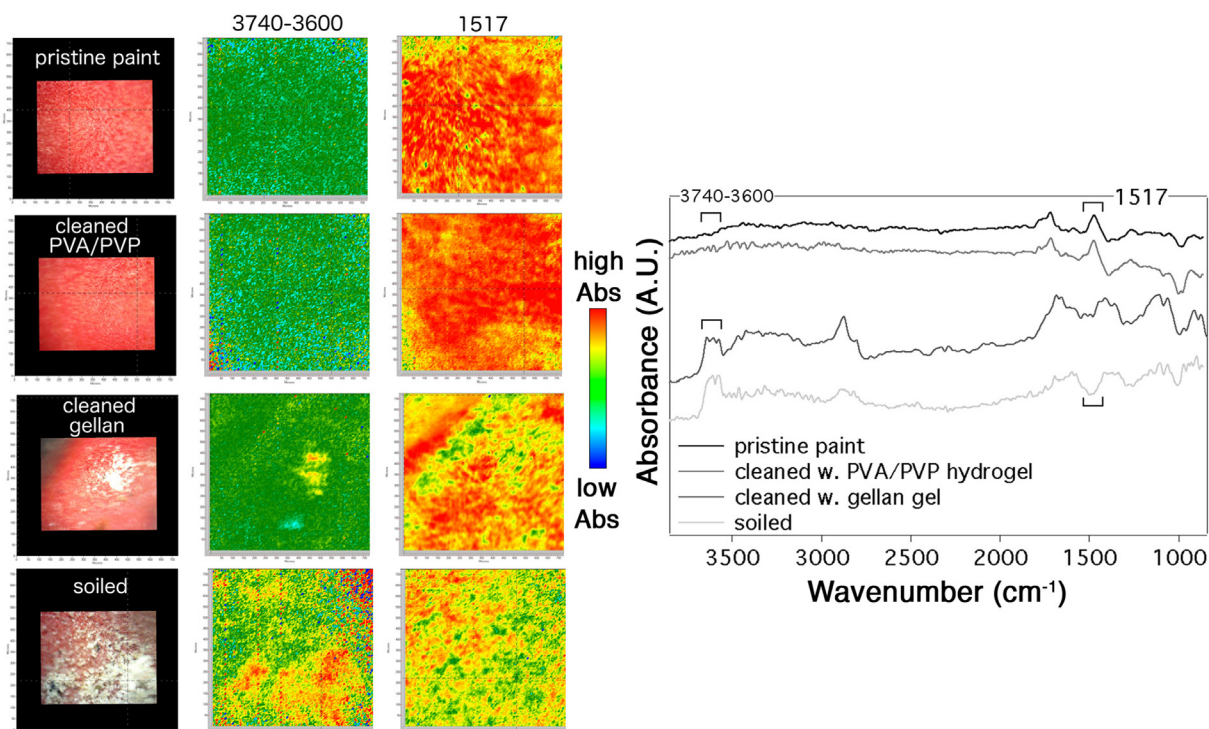 3740-3600
1517
pristine paint
cleaned
PVA/PVP
cleaned
gellan
soiled
high
Abs
low
Abs
3740-3600
1517
Absorbance (A.U.)
pristine paint
cleaned w. PVA/PVP hydrogel
cleaned w. gellan gel
soiled
3500
3000
2500
2000
1500
1000
Wavenumber (cm⁻¹)